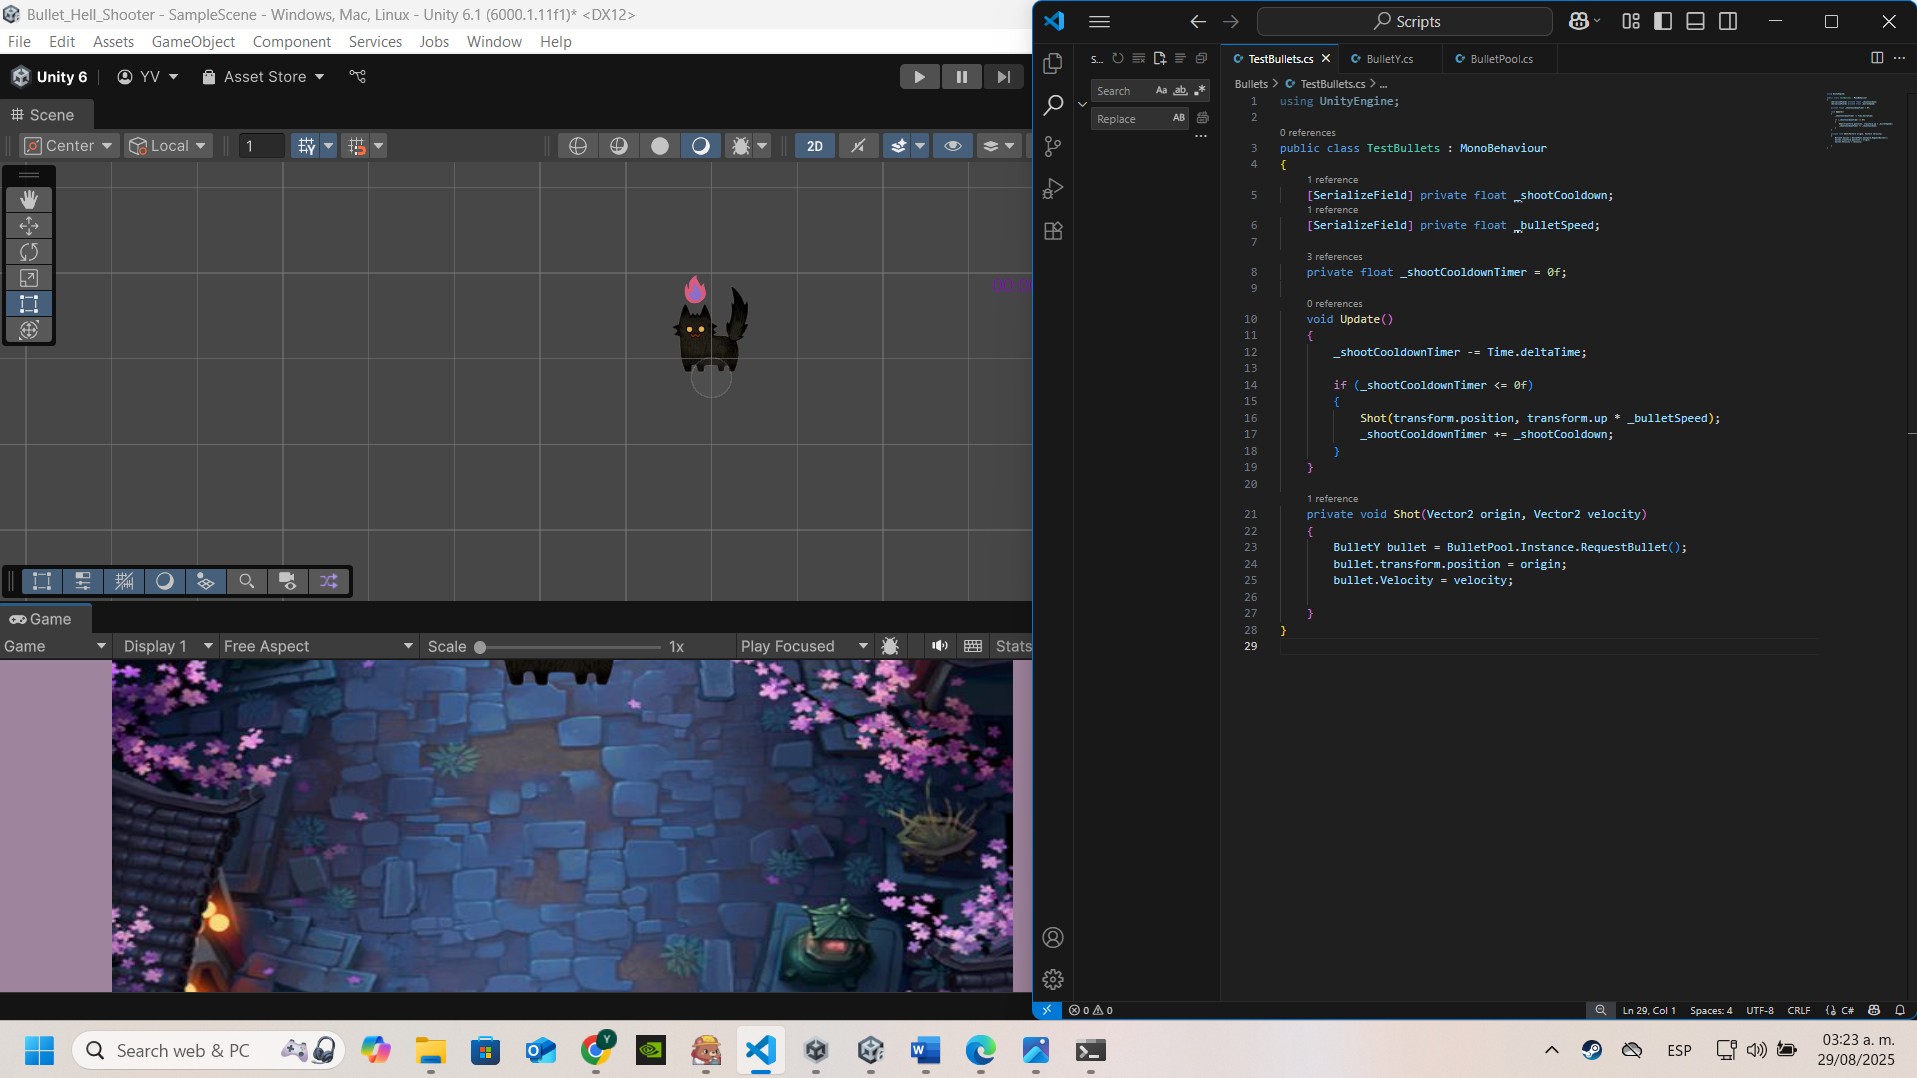 Bullet_Hell_Shooter - SampleScene - Windows, Mac, Linux - Unity 6.1 (6000.1.11f1)* <DX12>
File Edit Assets GameObject Component Services Jobs Window Help
Unity 6 YV Asset Store
Scene
Center Local 1 2D
Game
Game Display 1 Free Aspect Scale 1x Play Focused Stats
Scripts
S...
Search Aa ab
Replace AB
TestBullets.cs BulletY.cs BulletPool.cs
Bullets > TestBullets.cs > ...
1 using UnityEngine;
2
0 references
3 public class TestBullets : MonoBehaviour
4 {
1 reference
5 [SerializeField] private float _shootCooldown;
1 reference
6 [SerializeField] private float _bulletSpeed;
7
3 references
8 private float _shootCooldownTimer = 0f;
9
0 references
10 void Update()
11 {
12 _shootCooldownTimer -= Time.deltaTime;
13
14 if (_shootCooldownTimer <= 0f)
15 {
16 Shot(transform.position, transform.up * _bulletSpeed);
17 _shootCooldownTimer += _shootCooldown;
18 }
19 }
20
1 reference
21 private void Shot(Vector2 origin, Vector2 velocity)
22 {
23 BulletY bullet = BulletPool.Instance.RequestBullet();
24 bullet.transform.position = origin;
25 bullet.Velocity = velocity;
26
27 }
28 }
29
0 0 Ln 29, Col 1 Spaces: 4 UTF-8 CRLF {} C#
Search web & PC
ESP
03:23 a. m.
29/08/2025